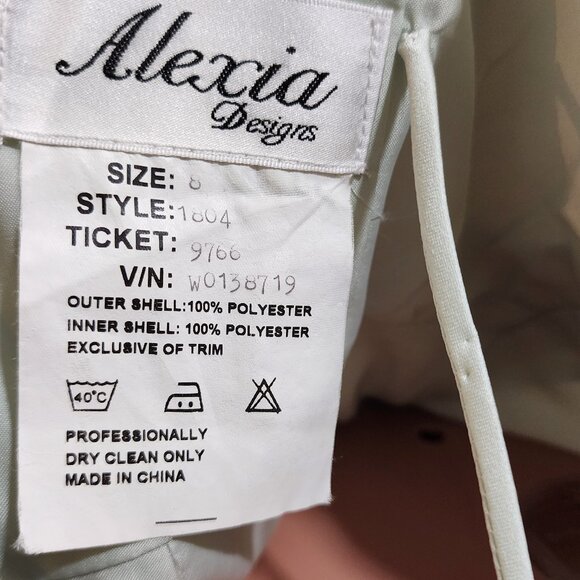 Alexia
Designs
SIZE: 8
STYLE: 1804
TICKET: 9766
V/N: W0138719
OUTER SHELL:100% POLYESTER
INNER SHELL: 100% POLYESTER
EXCLUSIVE OF TRIM
40°C
PROFESSIONALLY
DRY CLEAN ONLY
MADE IN CHINA